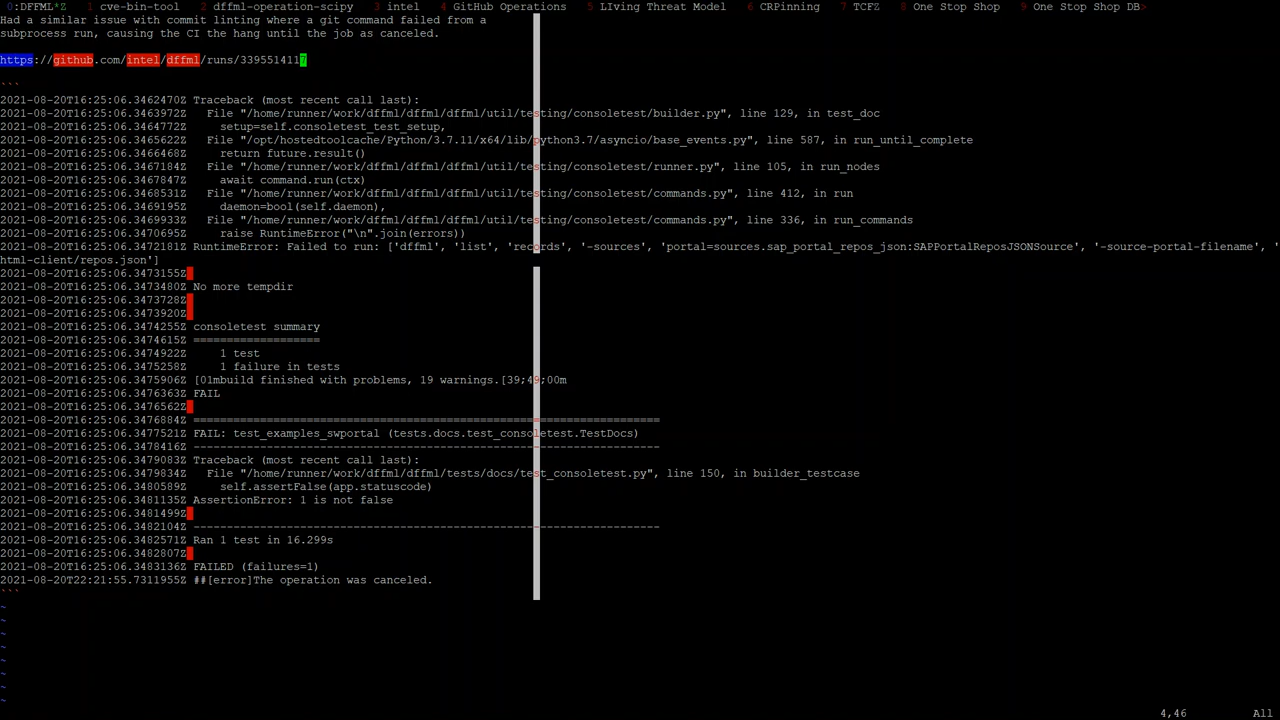 0:DFFML*Z 1 cve-bin-tool 2 dffml-operation-scipy 3 intel 4 GitHub Operations 5 LIving Threat Model 6 CRPinning 7 TCFZ 8 One Stop Shop 9 One Stop Shop DB>
Had a similar issue with commit linting where a git command failed from a
subprocess run, causing the CI the hang until the job as canceled.
https://github.com/intel/dffml/runs/3395514117
```
2021-08-20T16:25:06.3462470Z Traceback (most recent call last):
2021-08-20T16:25:06.3463972Z   File "/home/runner/work/dffml/dffml/dffml/util/testing/consoletest/builder.py", line 129, in test_doc
2021-08-20T16:25:06.3464772Z     setup=self.consoletest_test_setup,
2021-08-20T16:25:06.3465622Z   File "/opt/hostedtoolcache/Python/3.7.11/x64/lib/python3.7/asyncio/base_events.py", line 587, in run_until_complete
2021-08-20T16:25:06.3466468Z     return future.result()
2021-08-20T16:25:06.3467184Z   File "/home/runner/work/dffml/dffml/dffml/util/testing/consoletest/runner.py", line 105, in run_nodes
2021-08-20T16:25:06.3467841Z     await command.run(ctx)
2021-08-20T16:25:06.3468531Z   File "/home/runner/work/dffml/dffml/dffml/util/testing/consoletest/commands.py", line 412, in run
2021-08-20T16:25:06.3469195Z     daemon=bool(self.daemon),
2021-08-20T16:25:06.3469933Z   File "/home/runner/work/dffml/dffml/dffml/util/testing/consoletest/commands.py", line 336, in run_commands
2021-08-20T16:25:06.3470695Z     raise RuntimeError("\n".join(errors))
2021-08-20T16:25:06.3472181Z RuntimeError: Failed to run: ['dffml', 'list', 'records', '-sources', 'portal=sources.sap_portal_repos_json:SAPPortalReposJSONSource', '-source-portal-filename', '
html-client/repos.json']
2021-08-20T16:25:06.3473155Z
2021-08-20T16:25:06.3473480Z No more tempdir
2021-08-20T16:25:06.3473728Z
2021-08-20T16:25:06.3473920Z
2021-08-20T16:25:06.3474255Z consoletest summary
2021-08-20T16:25:06.3474615Z ===================
2021-08-20T16:25:06.3474922Z     1 test
2021-08-20T16:25:06.3475258Z     1 failure in tests
2021-08-20T16:25:06.3475906Z [01mbuild finished with problems, 19 warnings.[39;49;00m
2021-08-20T16:25:06.3476363Z FAIL
2021-08-20T16:25:06.3476562Z
2021-08-20T16:25:06.3476884Z ======================================================================
2021-08-20T16:25:06.3477521Z FAIL: test_examples_swportal (tests.docs.test_consoletest.TestDocs)
2021-08-20T16:25:06.3478416Z ----------------------------------------------------------------------
2021-08-20T16:25:06.3479083Z Traceback (most recent call last):
2021-08-20T16:25:06.3479834Z   File "/home/runner/work/dffml/dffml/tests/docs/test_consoletest.py", line 150, in builder_testcase
2021-08-20T16:25:06.3480589Z     self.assertFalse(app.statuscode)
2021-08-20T16:25:06.3481135Z AssertionError: 1 is not false
2021-08-20T16:25:06.3481499Z
2021-08-20T16:25:06.3482104Z ----------------------------------------------------------------------
2021-08-20T16:25:06.3482571Z Ran 1 test in 16.299s
2021-08-20T16:25:06.3482807Z
2021-08-20T16:25:06.3483136Z FAILED (failures=1)
2021-08-20T22:21:55.7311955Z ##[error]The operation was canceled.
```
~
~
~
~
~
~
~
~
4,46 All